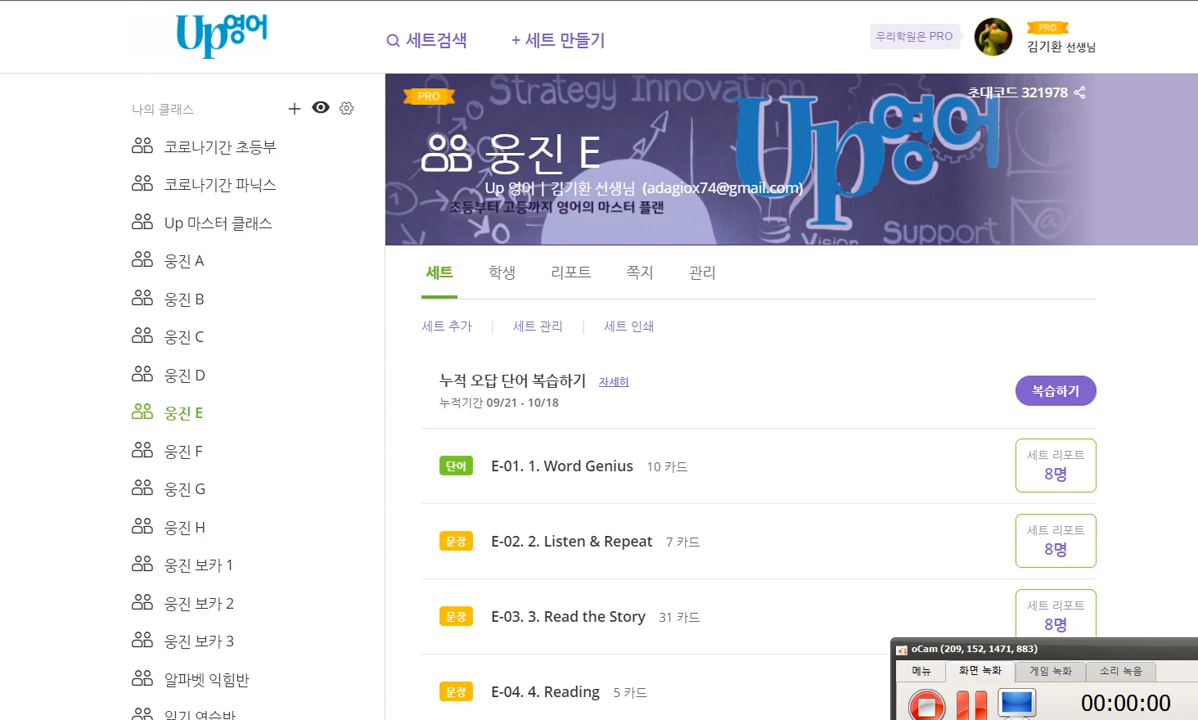 Up영어
세트검색
+ 세트 만들기
우리학원은 PRO
PRO
김기환 선생님
나의 클래스
코로나기간 초등부
코로나기간 파닉스
Up 마스터 클래스
웅진 A
웅진 B
웅진 C
웅진 D
웅진 E
웅진 F
웅진 G
웅진 H
웅진 보카 1
웅진 보카 2
웅진 보카 3
알파벳 익힘반
일기 연습반
PRO
Strategy Innovation
초대코드 321978
Up영어
웅진 E
Up 영어 | 김기환 선생님 (adagiox74@gmail.com)
초등부터 고등까지 영어의 마스터 플랜
Vision
Support
세트
학생
리포트
쪽지
관리
세트 추가 | 세트 관리 | 세트 인쇄
누적 오답 단어 복습하기 자세히
누적기간 09/21 - 10/18
복습하기
단어 E-01. 1. Word Genius 10 카드
세트 리포트
8명
문장 E-02. 2. Listen & Repeat 7 카드
세트 리포트
8명
문장 E-03. 3. Read the Story 31 카드
세트 리포트
8명
문장 E-04. 4. Reading 5 카드
oCam (209, 152, 1471, 883)
메뉴
화면 녹화
게임 녹화
소리 녹음
00:00:00